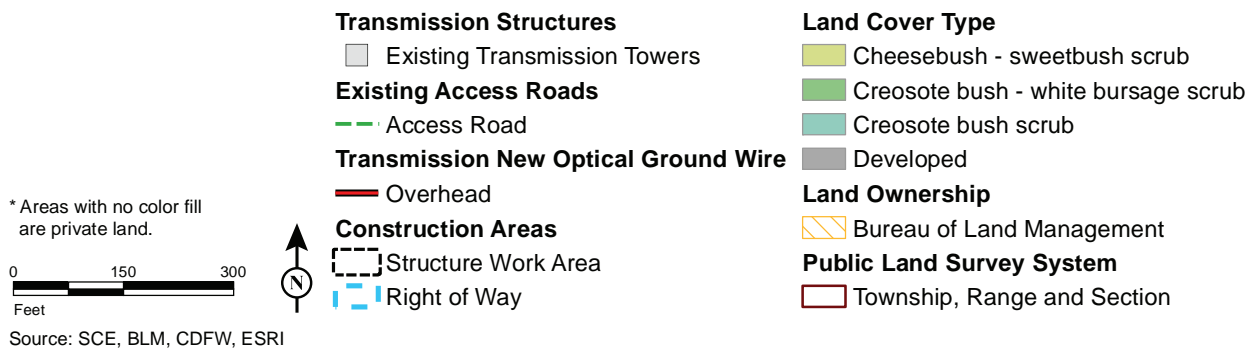 Transmission Structures
Existing Transmission Towers
Existing Access Roads
Access Road
Transmission New Optical Ground Wire
Overhead
Construction Areas
Structure Work Area
Right of Way
Land Cover Type
Cheesebush - sweetbush scrub
Creosote bush - white bursage scrub
Creosote bush scrub
Developed
Land Ownership
Bureau of Land Management
Public Land Survey System
Township, Range and Section
* Areas with no color fill
are private land.
0 150 300
Feet
N
Source: SCE, BLM, CDFW, ESRI